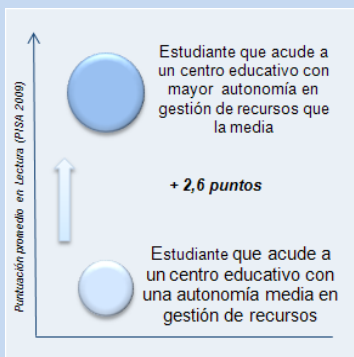 Puntuación promedio en Lectura (PISA 2009)
Estudiante que acude a
un centro educativo con
mayor autonomía en
gestión de recursos que
la media
+ 2,6 puntos
Estudiante que acude a
un centro educativo con
una autonomía media en
gestión de recursos